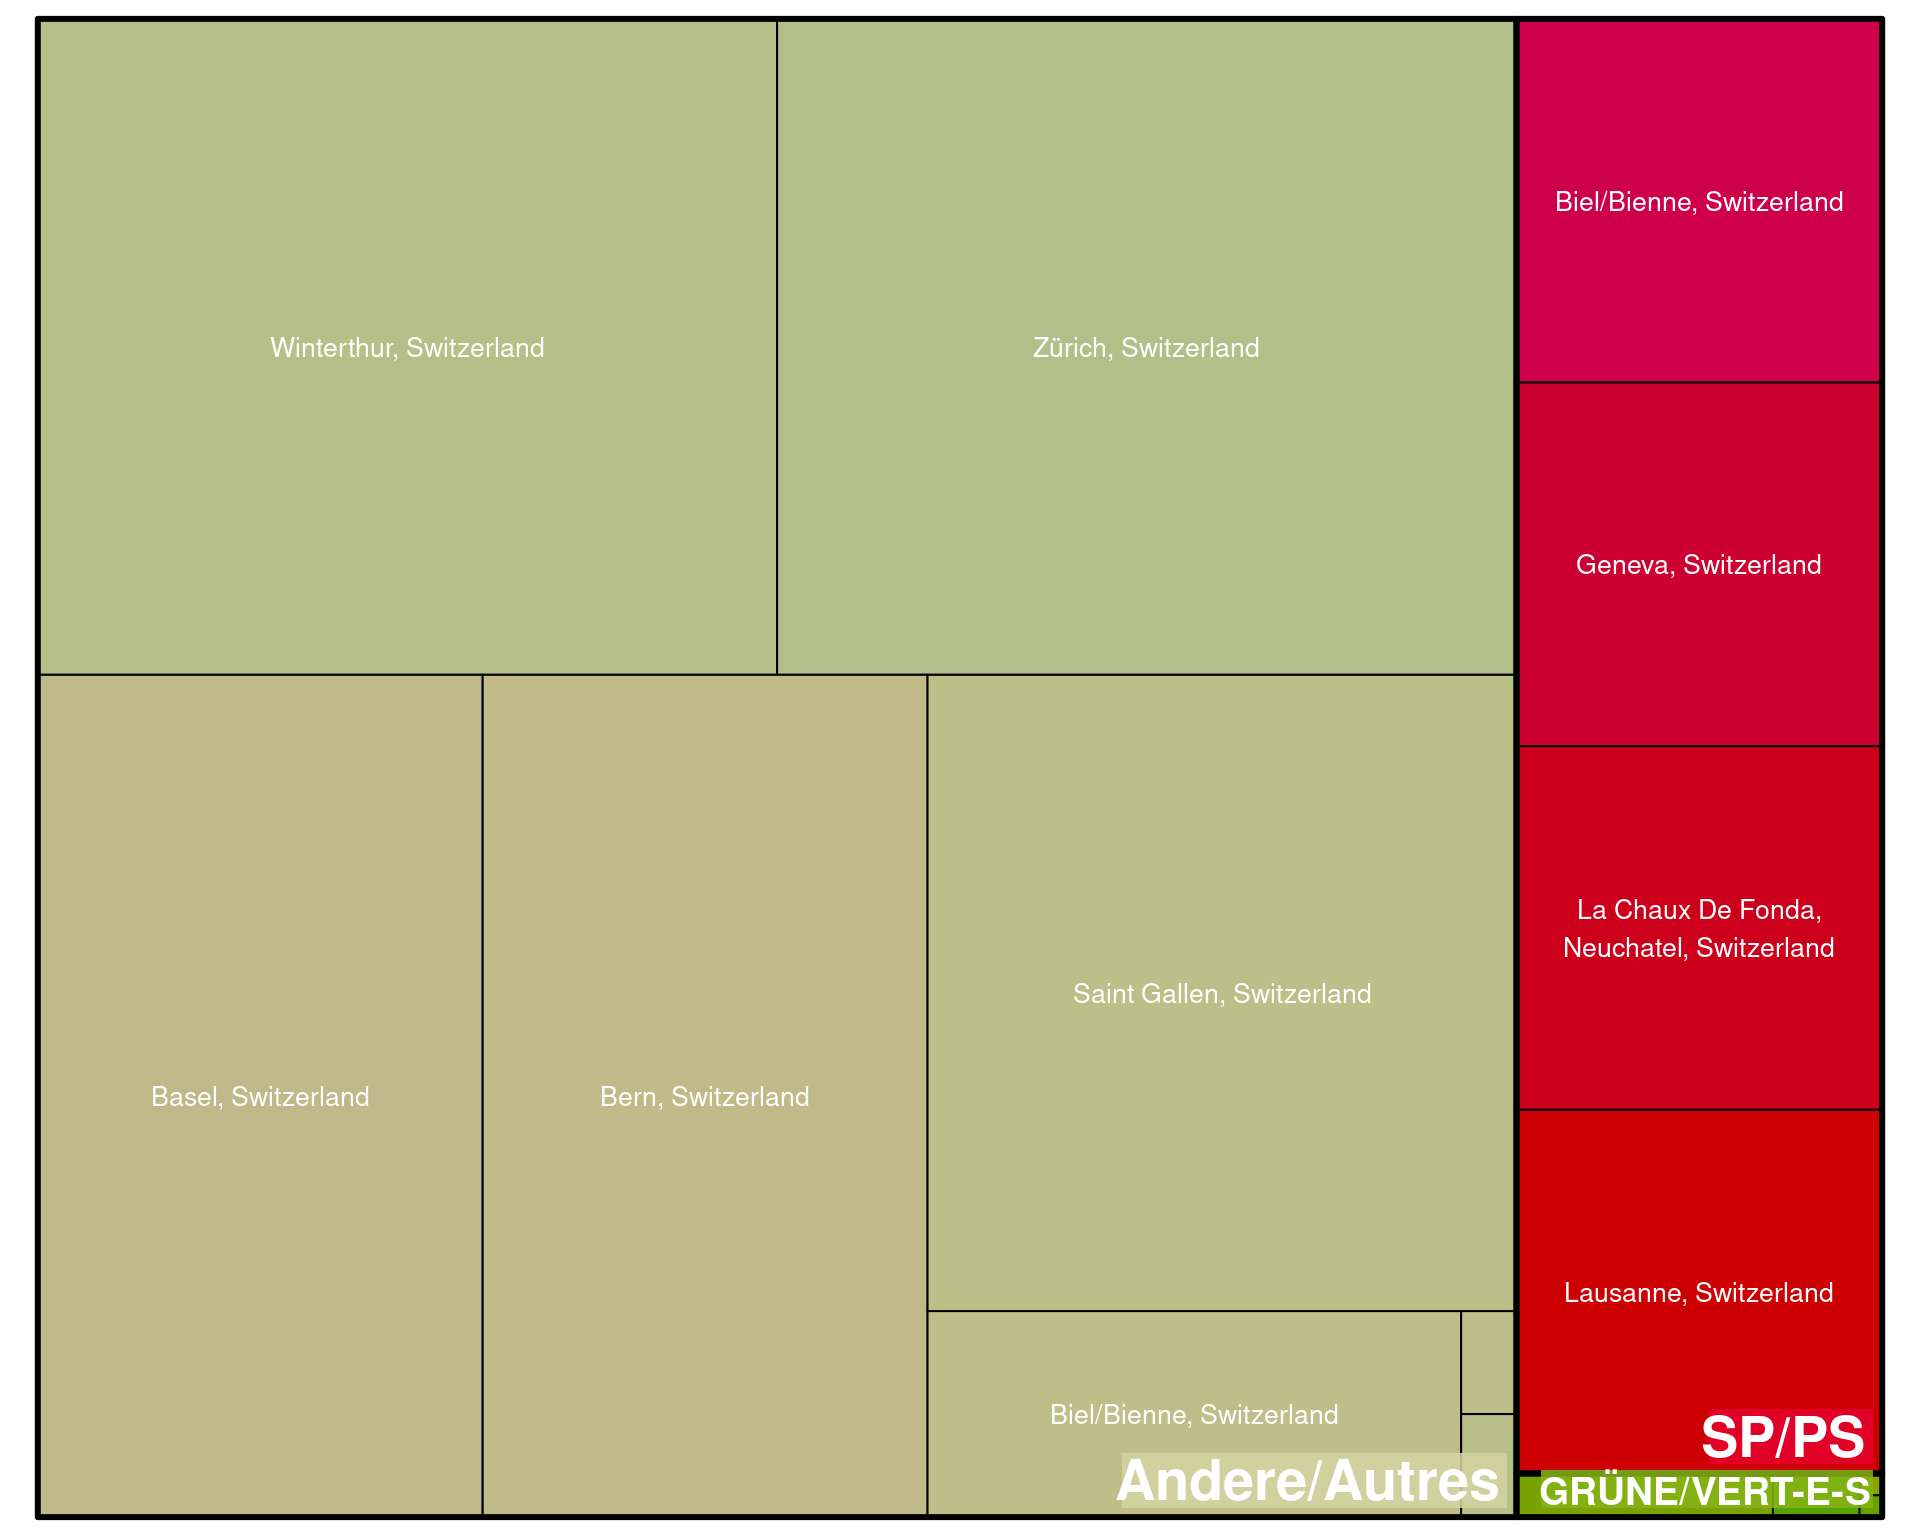 Winterthur, Switzerland
Zürich, Switzerland
Biel/Bienne, Switzerland
Geneva, Switzerland
La Chaux De Fonda,
Neuchatel, Switzerland
Saint Gallen, Switzerland
Basel, Switzerland
Bern, Switzerland
Lausanne, Switzerland
Biel/Bienne, Switzerland
SP/PS
Andere/Autres
GRÜNE/VERT-E-S